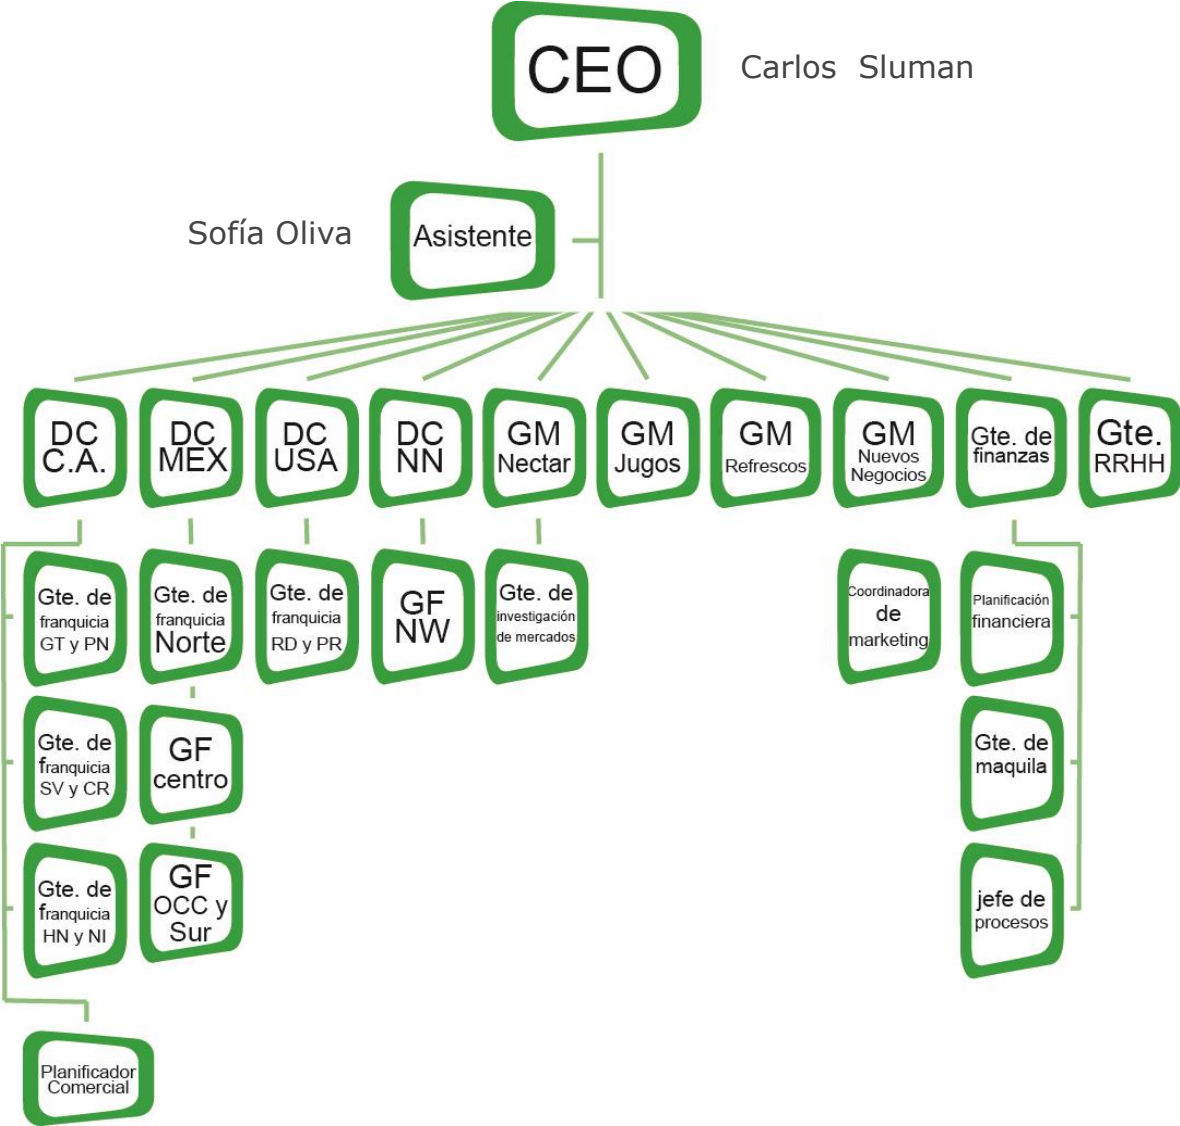 CEO
Carlos Sluman
Sofía Oliva
Asistente
DC
C.A.
DC
MEX
DC
USA
DC
NN
GM
Nectar
GM
Jugos
GM
Refrescos
GM
Nuevos
Negocios
Gte. de
finanzas
Gte.
RRHH
Gte. de
franquicia
GT y PN
Gte. de
franquicia
Norte
Gte. de
franquicia
RD y PR
GF
NW
Gte. de
investigación
de mercados
Coordinadora
de
marketing
Planificación
financiera
Gte. de
franquicia
SV y CR
GF
centro
Gte. de
maquila
Gte. de
franquicia
HN y NI
GF
OCC y
Sur
jefe de
procesos
Planificador
Comercial